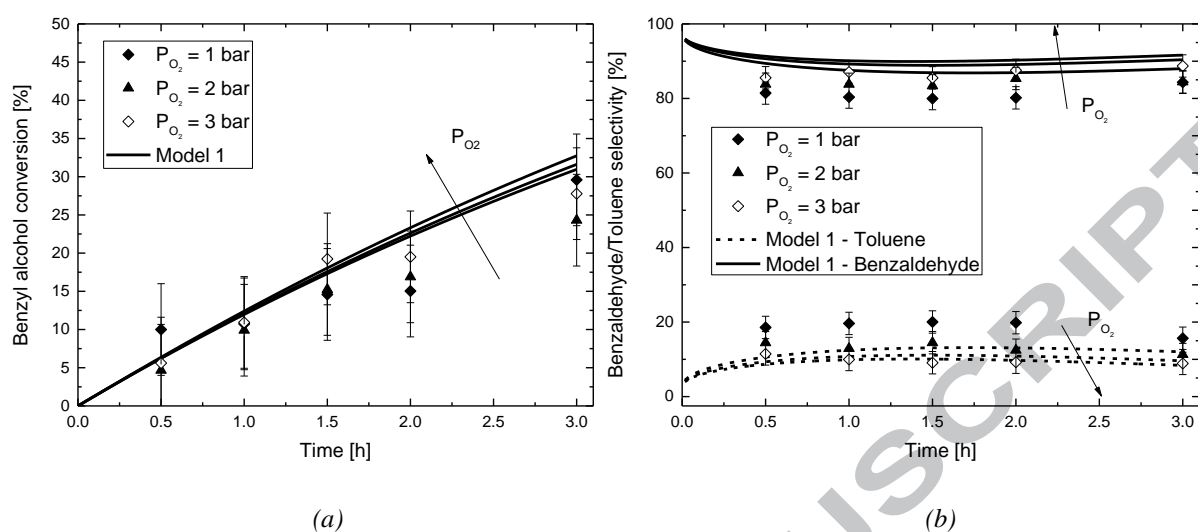 50
45
40
35
30
25
20
15
10
5
0
Benzyl alcohol conversion [%]
P_O₂ = 1 bar
P_O₂ = 2 bar
P_O₂ = 3 bar
Model 1
P_O2
0.0 0.5 1.0 1.5 2.0 2.5 3.0
Time [h]
(a)
100
80
60
40
20
0
Benzaldehyde/Toluene selectivity [%]
P_O₂
P_O₂ = 1 bar
P_O₂ = 2 bar
P_O₂ = 3 bar
Model 1 - Toluene
Model 1 - Benzaldehyde
P_O₂
0.0 0.5 1.0 1.5 2.0 2.5 3.0
Time [h]
(b)
USCRIPT